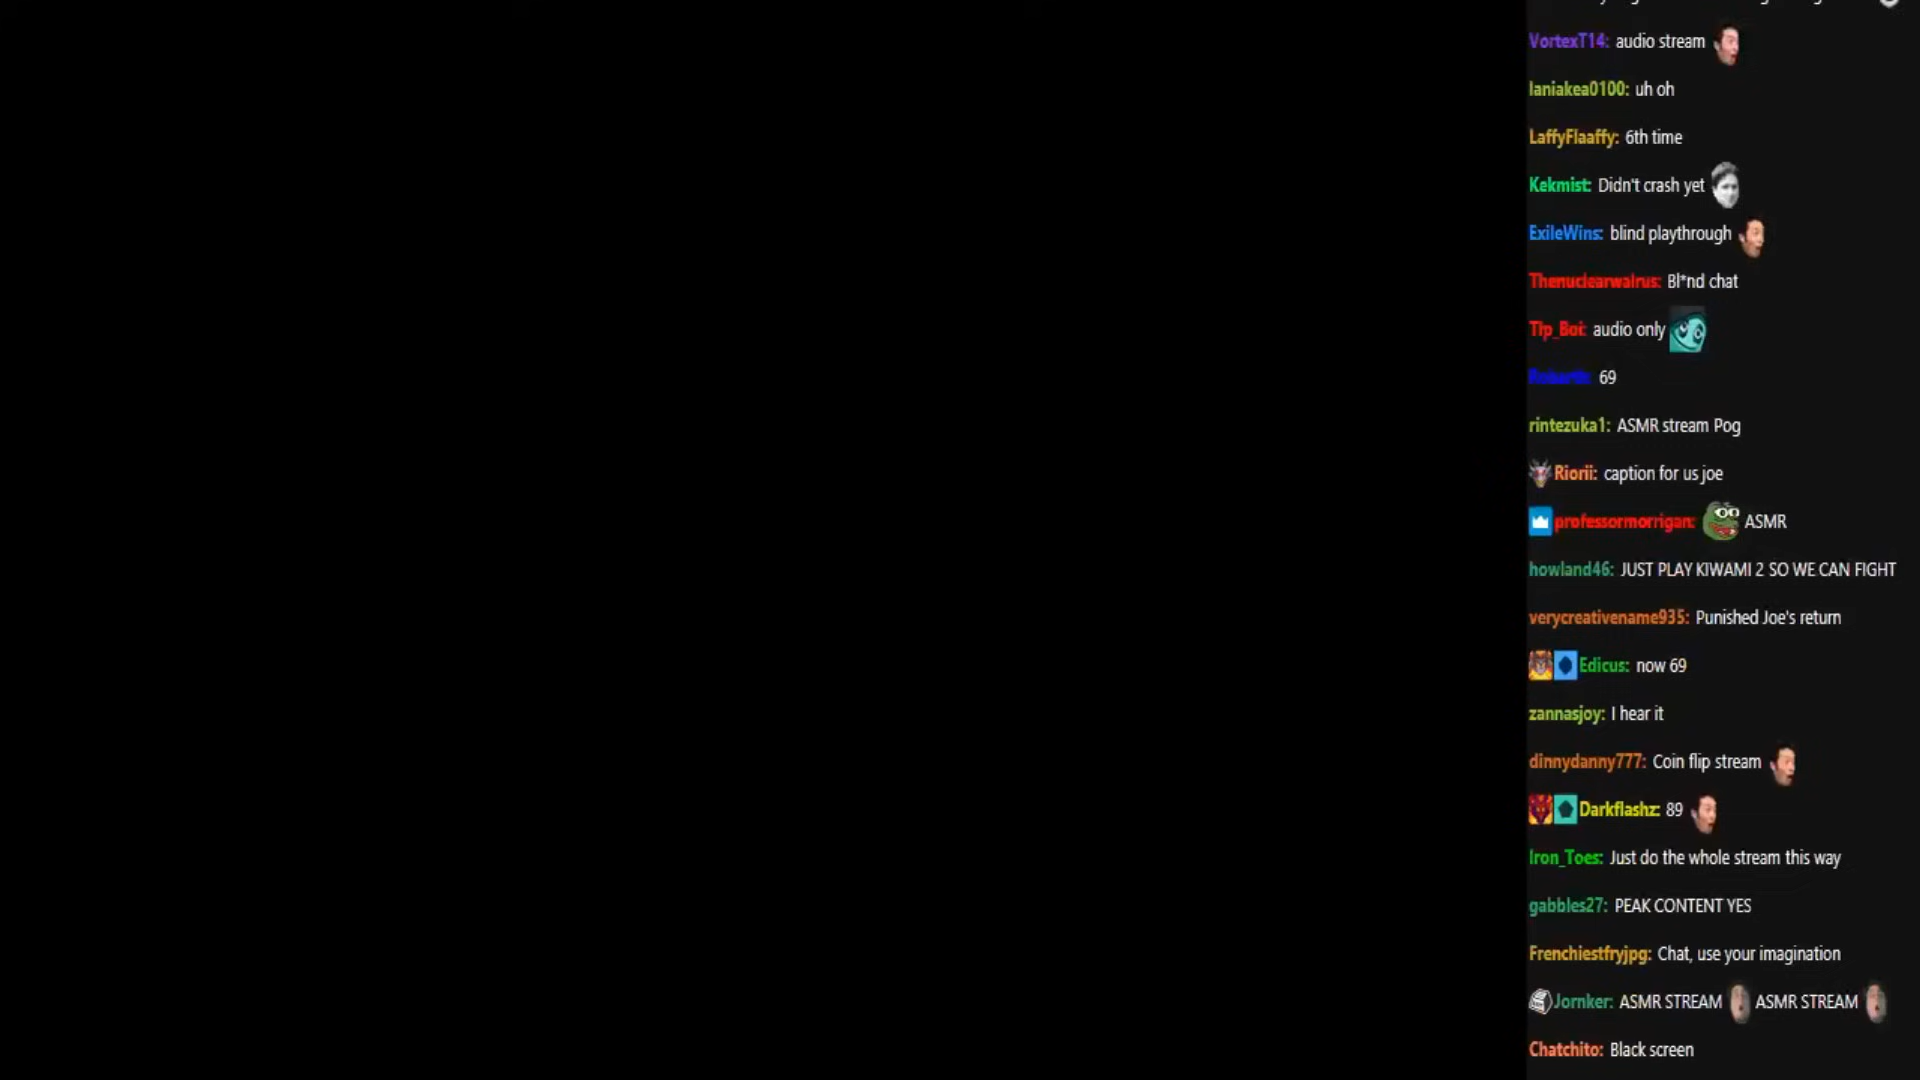 VortexT14: audio stream
laniakea0100: uh oh
LaffyFlaaffy: 6th time
Kekmist: Didn't crash yet
ExileWins: blind playthrough
Thenuclearwalrus: Bl*nd chat
Tlp_Boi: audio only
69
rintezuka1: ASMR stream Pog
Riorii: caption for us joe
professormorrigan: ASMR
howland46: JUST PLAY KIWAMI 2 SO WE CAN FIGHT
verycreativename935: Punished Joe's return
Edicus: now 69
zannasjoy: I hear it
dinnydanny777: Coin flip stream
Darkflashz: 89
Iron_Toes: Just do the whole stream this way
gabbles27: PEAK CONTENT YES
Frenchiestfryjpg: Chat, use your imagination
Jornker: ASMR STREAM ASMR STREAM
Chatchito: Black screen